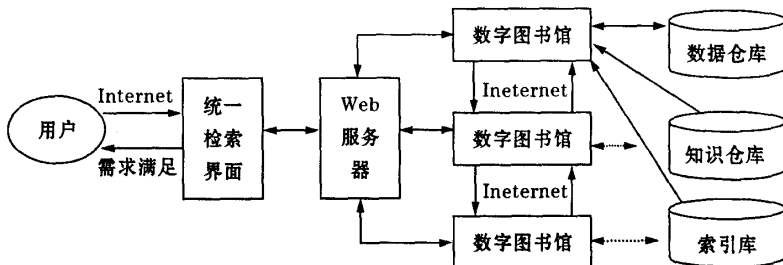 用户
Internet
需求满足
统一
检索
界面
Web
服务
器
数字图书馆
Ineternet
数字图书馆
Ineternet
数字图书馆
数据仓库
知识仓库
索引库